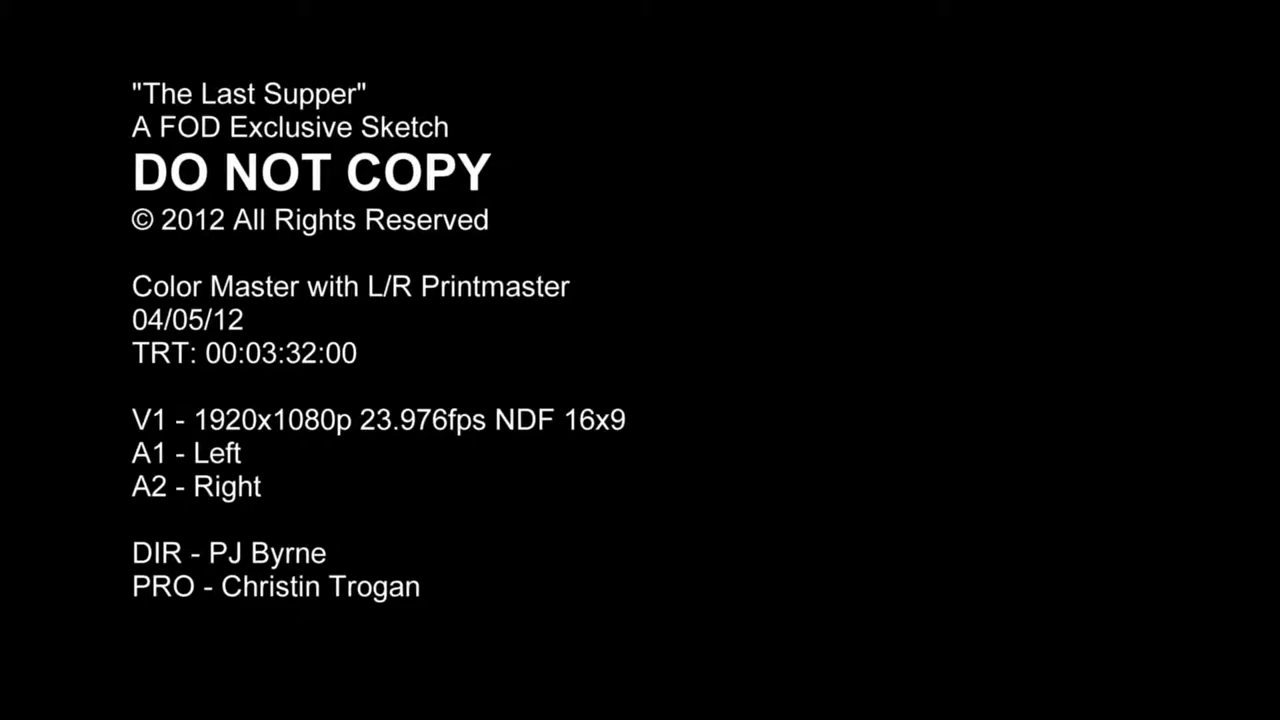 "The Last Supper"
A FOD Exclusive Sketch
DO NOT COPY
© 2012 All Rights Reserved
Color Master with L/R Printmaster
04/05/12
TRT: 00:03:32:00
V1 - 1920x1080p 23.976fps NDF 16x9
A1 - Left
A2 - Right
DIR - PJ Byrne
PRO - Christin Trogan